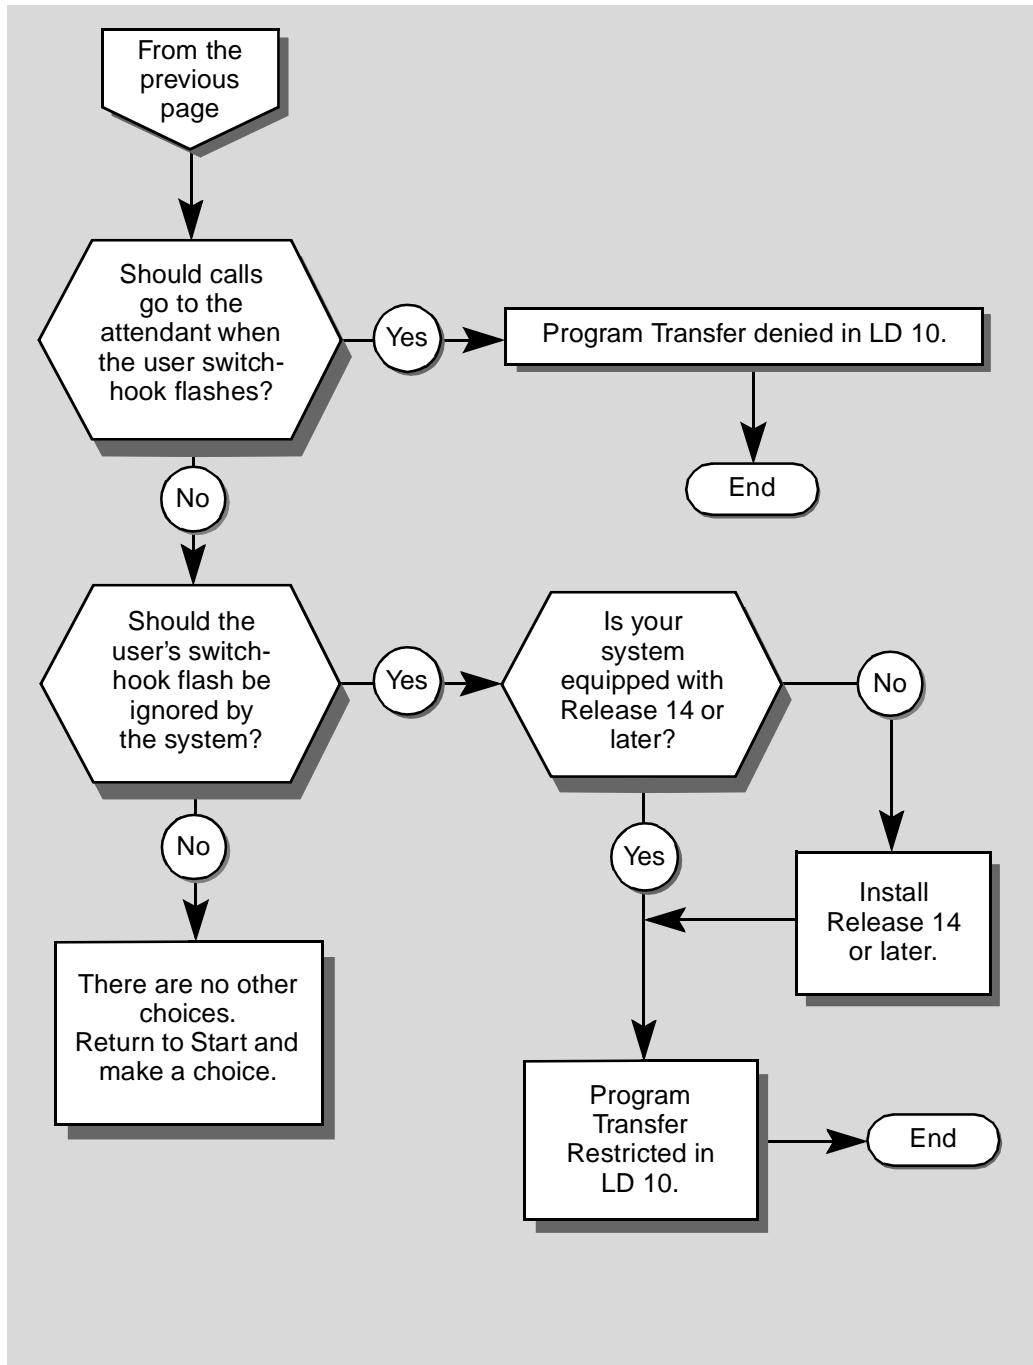 From the
previous
page
Should calls
go to the
attendant when
the user switch-
hook flashes?
Yes
Program Transfer denied in LD 10.
End
No
Should the
user's switch-
hook flash be
ignored by
the system?
Yes
Is your
system
equipped with
Release 14 or
later?
No
No
Yes
Install
Release 14
or later.
There are no other
choices.
Return to Start and
make a choice.
Program
Transfer
Restricted in
LD 10.
End